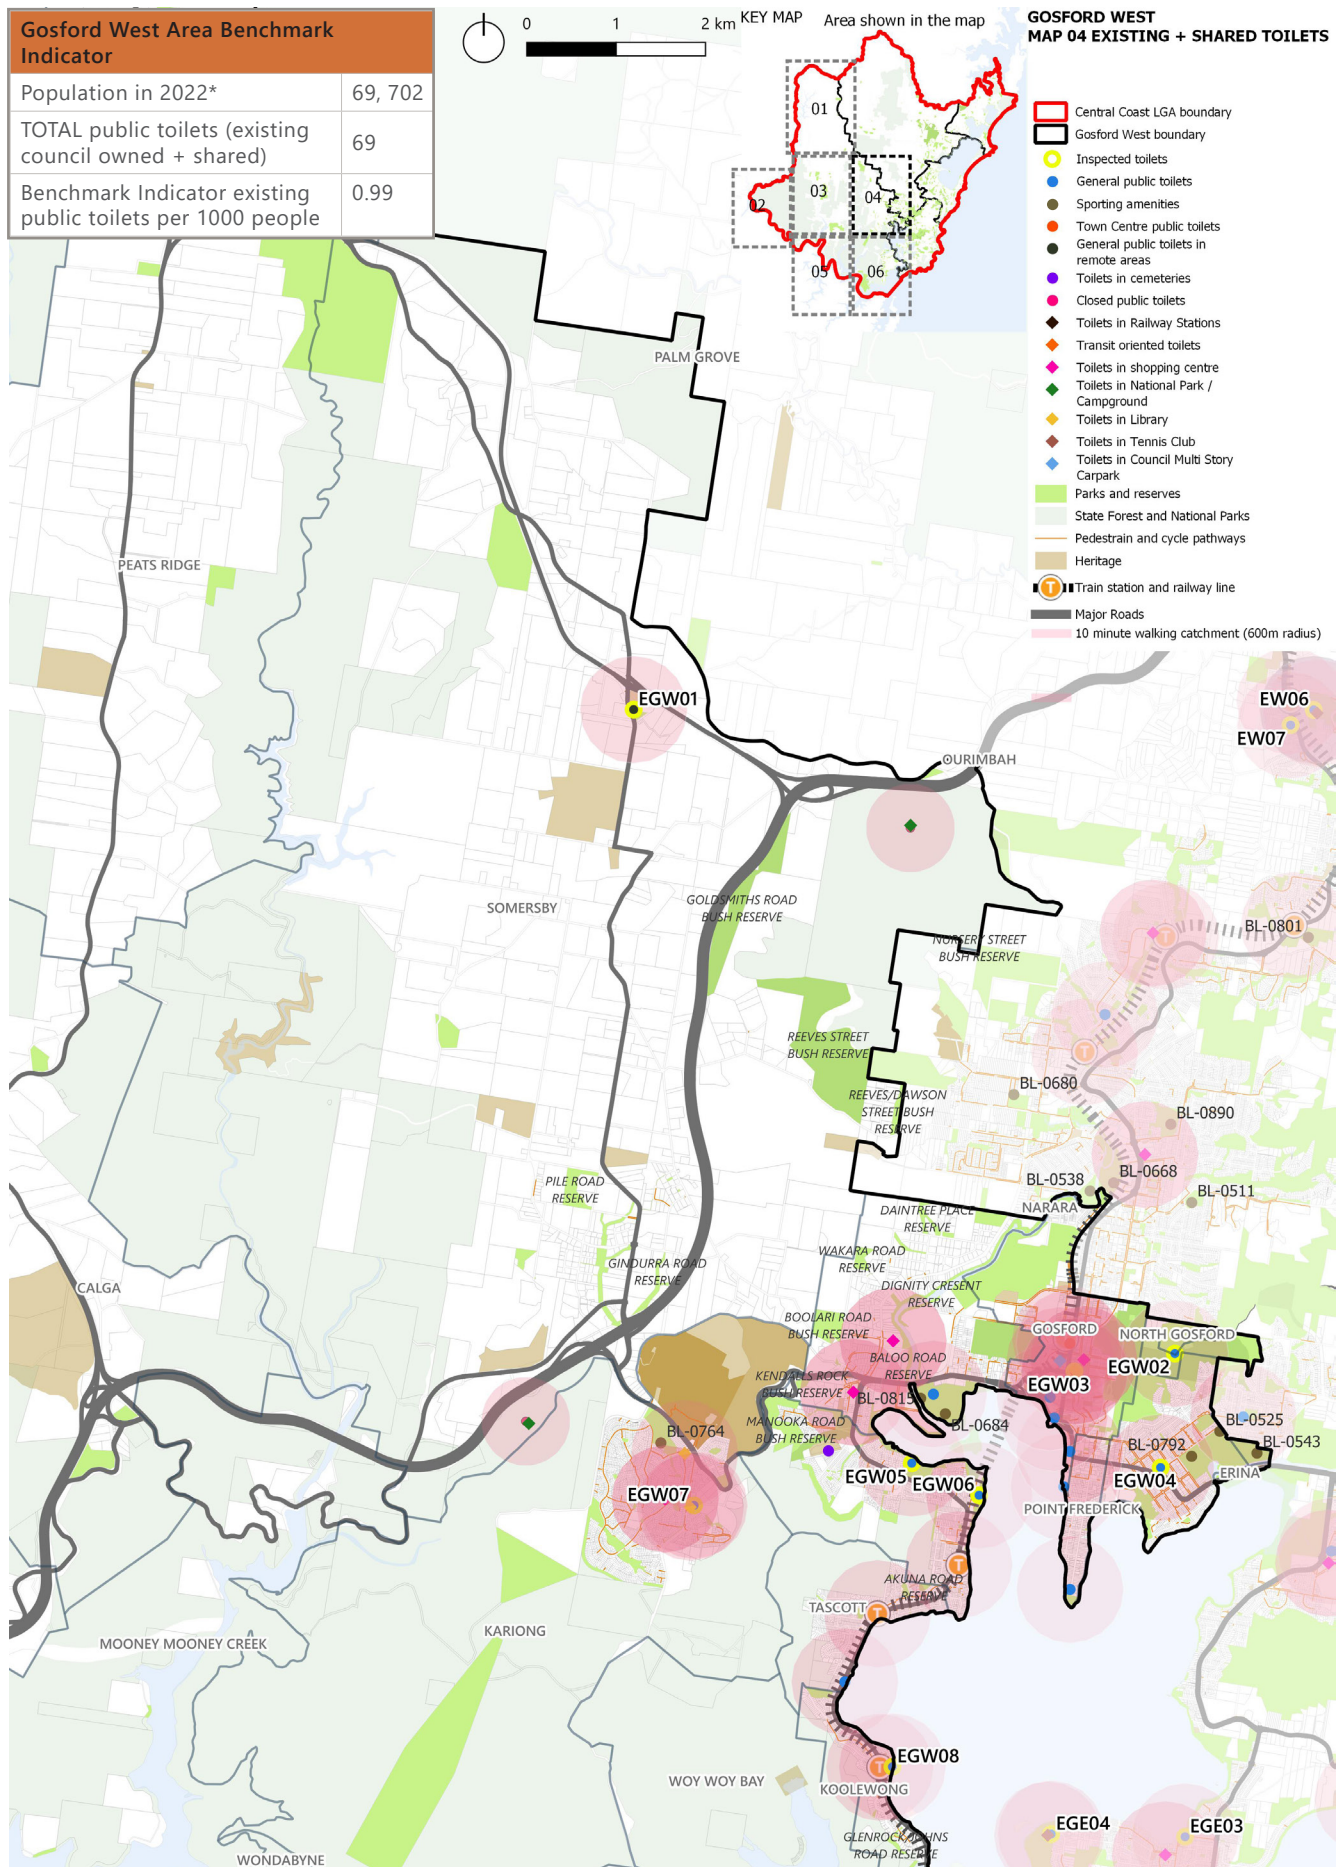 Gosford West Area Benchmark
Indicator
Population in 2022*
69, 702
TOTAL public toilets (existing
council owned + shared)
69
Benchmark Indicator existing
public toilets per 1000 people
0.99
0
1
2 km
KEY MAP
Area shown in the map
01
02
03
04
05
06
GOSFORD WEST
MAP 04 EXISTING + SHARED TOILETS
Central Coast LGA boundary
Gosford West boundary
Inspected toilets
General public toilets
Sporting amenities
Town Centre public toilets
General public toilets in
remote areas
Toilets in cemeteries
Closed public toilets
Toilets in Railway Stations
Transit oriented toilets
Toilets in shopping centre
Toilets in National Park /
Campground
Toilets in Library
Toilets in Tennis Club
Toilets in Council Multi Story
Carpark
Parks and reserves
State Forest and National Parks
Pedestrain and cycle pathways
Heritage
T
Train station and railway line
Major Roads
10 minute walking catchment (600m radius)
PALM GROVE
PEATS RIDGE
EGW01
EW06
EW07
OURIMBAH
SOMERSBY
GOLDSMITHS ROAD
BUSH RESERVE
NURSERY STREET
BUSH RESERVE
T
BL-0801
T
REEVES STREET
BUSH RESERVE
T
REEVES/DAWSON
STREET BUSH
RESERVE
BL-0680
BL-0890
BL-0668
BL-0538
BL-0511
NARARA
PILE ROAD
RESERVE
DAINTREE PLACE
RESERVE
WAKARA ROAD
RESERVE
GINDURRA ROAD
RESERVE
DIGNITY CRESENT
RESERVE
CALGA
BOOLARI ROAD
BUSH RESERVE
GOSFORD
NORTH GOSFORD
BALOO ROAD
RESERVE
EGW02
KENDALLS ROCK
BUSH RESERVE
EGW03
BL-0815
BL-0684
MANOOKA ROAD
BUSH RESERVE
BL-0525
BL-0764
BL-0792
BL-0543
EGW05
EGW04
ERINA
EGW06
EGW07
POINT FREDERICK
T
AKUNA ROAD
RESERVE
TASCOTT
T
KARIONG
MOONEY MOONEY CREEK
EGW08
T
WOY WOY BAY
KOOLEWONG
EGE04
EGE03
GLENROCK JOHNS
ROAD RESERVE
WONDABYNE